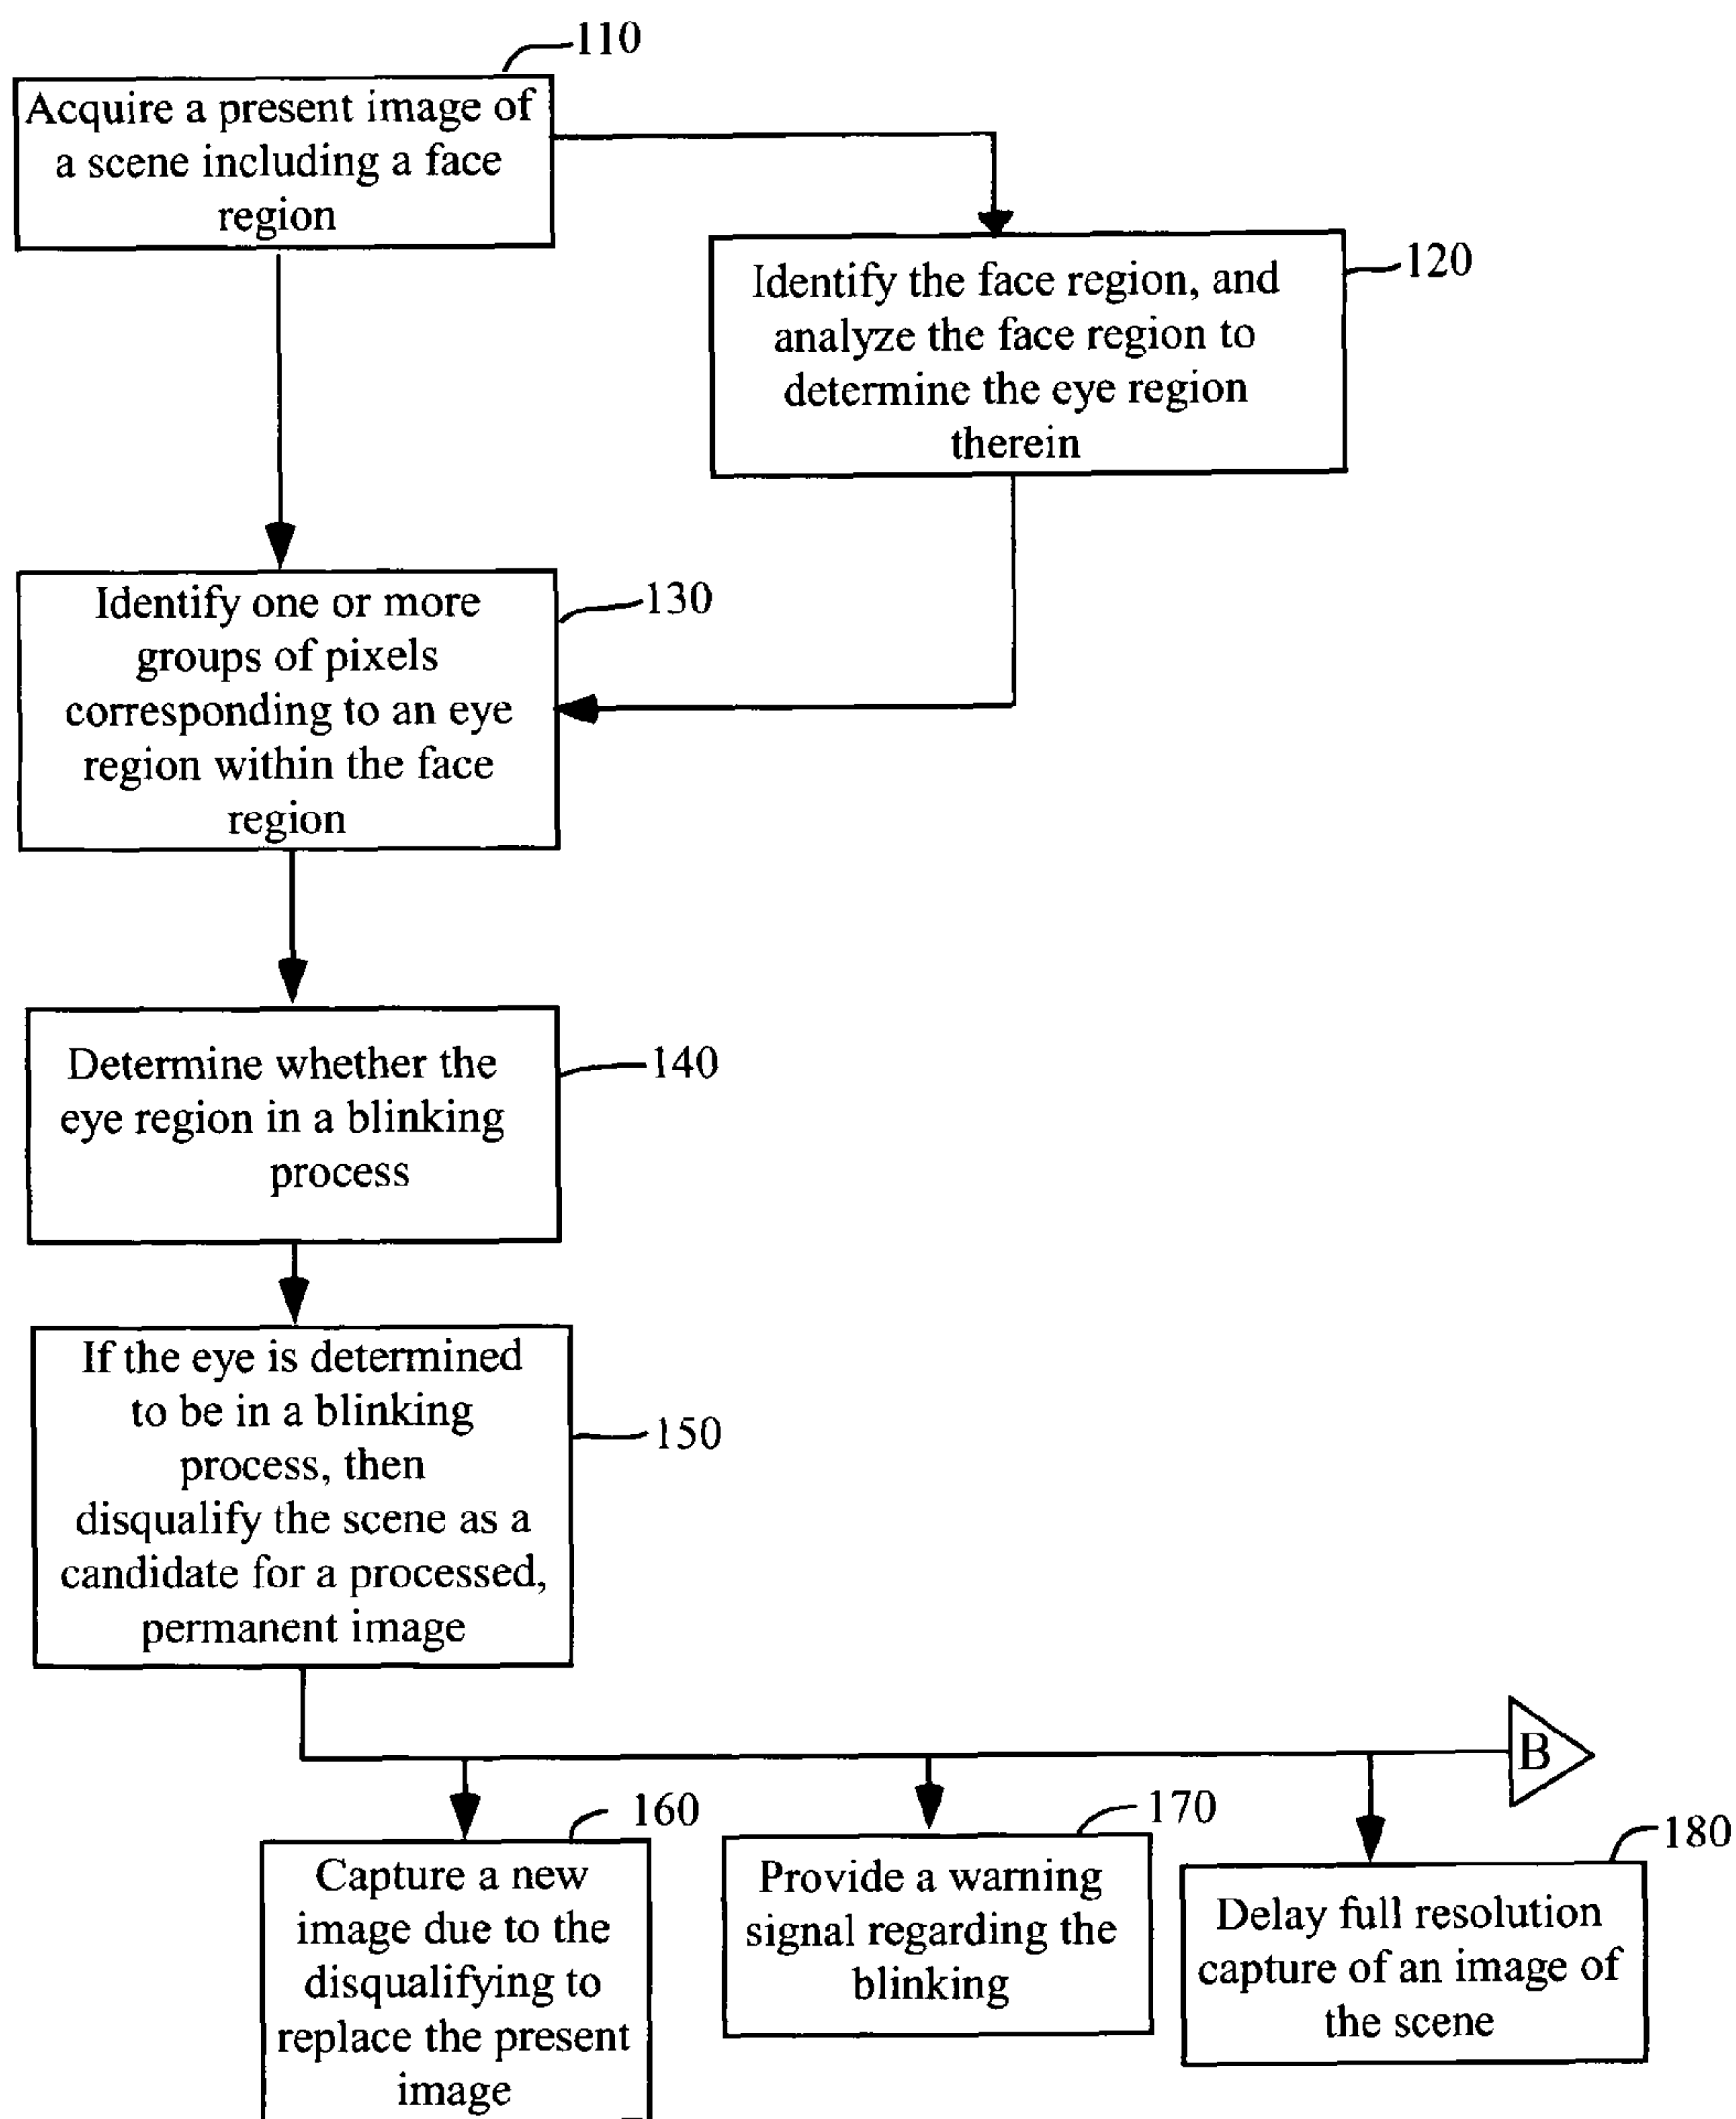 110
Acquire a present image of
a scene including a face
region
120
Identify the face region, and
analyze the face region to
determine the eye region
therein
130
Identify one or more
groups of pixels
corresponding to an eye
region within the face
region
140
Determine whether the
eye region in a blinking
process
150
If the eye is determined
to be in a blinking
process, then
disqualify the scene as a
candidate for a processed,
permanent image
B
160
Capture a new
image due to the
disqualifying to
replace the present
image
170
Provide a warning
signal regarding the
blinking
180
Delay full resolution
capture of an image of
the scene